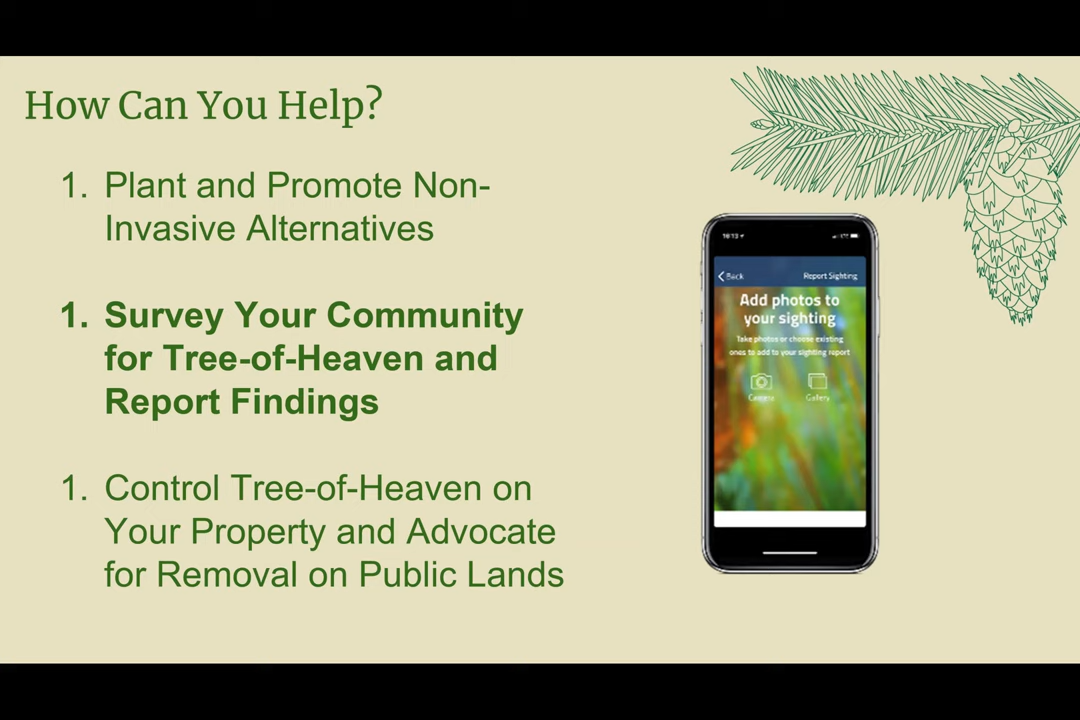 How Can You Help?
1. Plant and Promote Non-
Invasive Alternatives
1. Survey Your Community
for Tree-of-Heaven and
Report Findings
1. Control Tree-of-Heaven on
Your Property and Advocate
for Removal on Public Lands
Back Report Sighting
Add photos to
your sighting
Take photos or choose existing
ones to add to your sighting report
Camera Gallery